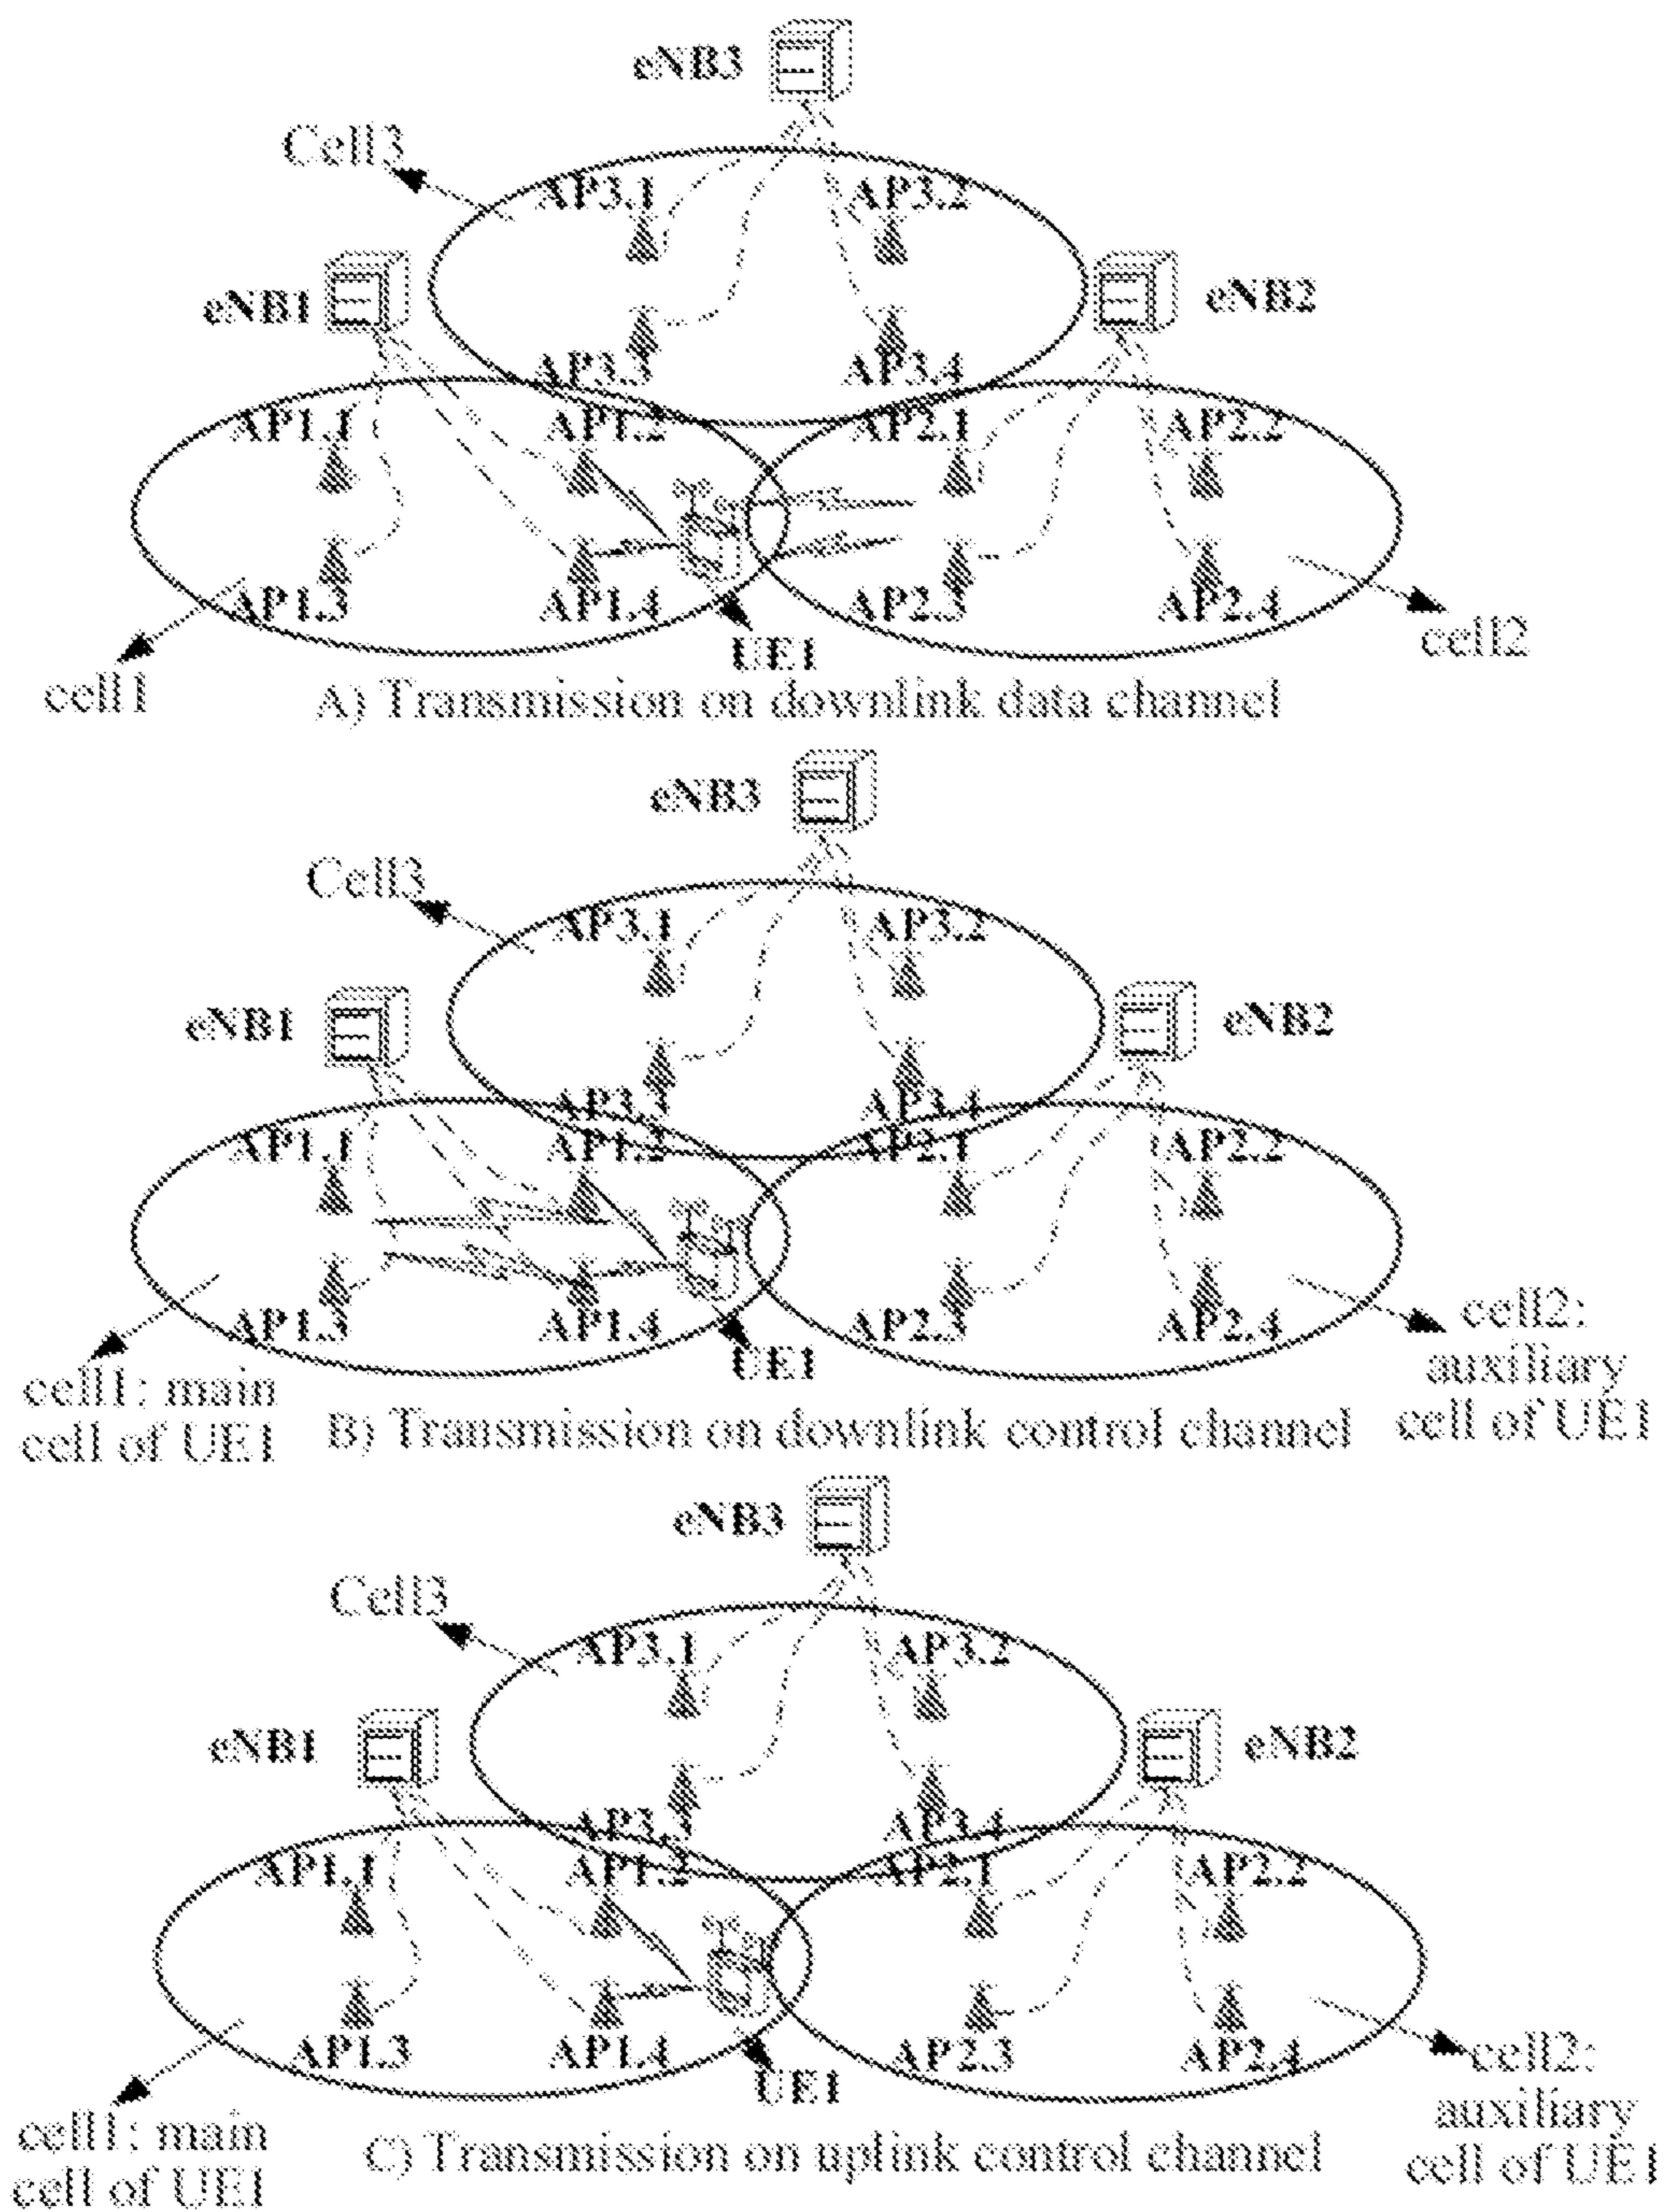 eNB3
Cell3
AP3.1
AP3.2
eNB1
eNB2
AP3.3
AP3.4
AP1.1
AP1.2
AP2.1
AP2.2
AP1.3
AP1.4
AP2.3
AP2.4
UE1
cell2
cell1
A) Transmission on downlink data channel
eNB3
Cell3
AP3.1
AP3.2
eNB1
eNB2
AP3.3
AP3.4
AP1.1
AP1.2
AP2.1
AP2.2
AP1.3
AP1.4
AP2.3
AP2.4
UE1
cell1: main
cell of UE1
cell2:
auxiliary
cell of UE1
B) Transmission on downlink control channel
eNB3
Cell3
AP3.1
AP3.2
eNB1
eNB2
AP3.3
AP3.4
AP1.1
AP1.2
AP2.1
AP2.2
AP1.3
AP1.4
AP2.3
AP2.4
UE1
cell1: main
cell of UE1
cell2:
auxiliary
cell of UE1
C) Transmission on uplink control channel